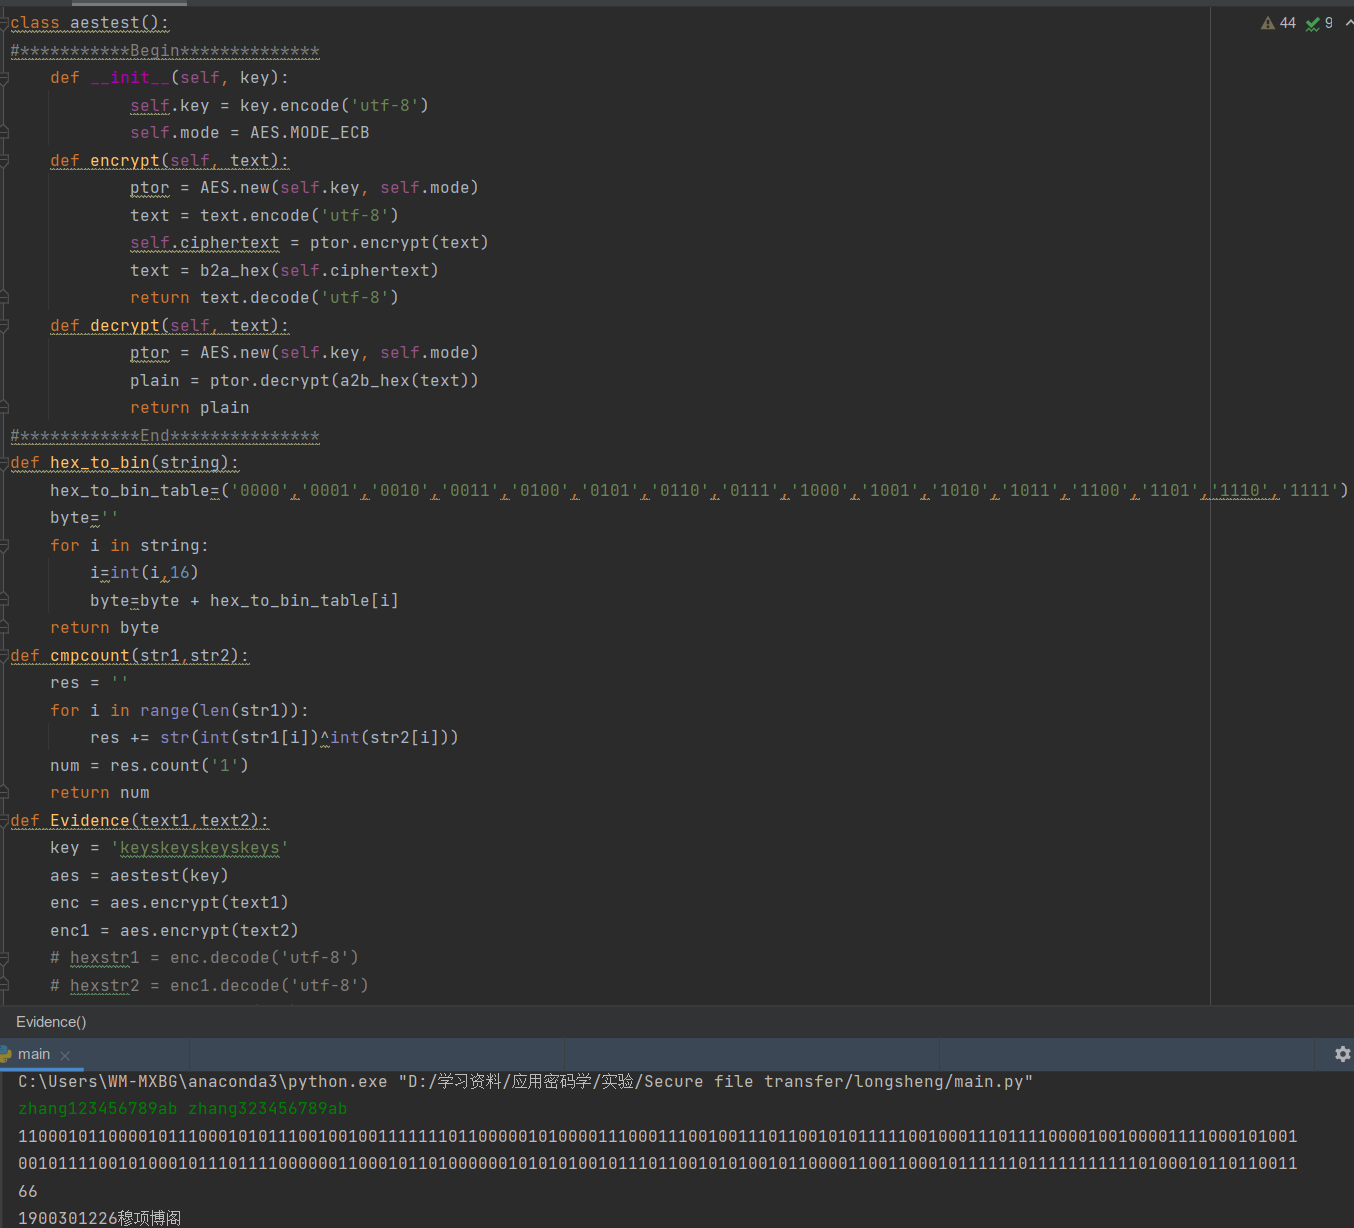 class aestest():
44 9
#***********Begin**************
def __init__(self, key):
self.key = key.encode('utf-8')
self.mode = AES.MODE_ECB
def encrypt(self, text):
ptor = AES.new(self.key, self.mode)
text = text.encode('utf-8')
self.ciphertext = ptor.encrypt(text)
text = b2a_hex(self.ciphertext)
return text.decode('utf-8')
def decrypt(self, text):
ptor = AES.new(self.key, self.mode)
plain = ptor.decrypt(a2b_hex(text))
return plain
#************End***************
def hex_to_bin(string):
hex_to_bin_table=('0000','0001','0010','0011','0100','0101','0110','0111','1000','1001','1010','1011','1100','1101','1110','1111')
byte=''
for i in string:
i=int(i,16)
byte=byte + hex_to_bin_table[i]
return byte
def cmpcount(str1,str2):
res = ''
for i in range(len(str1)):
res += str(int(str1[i])^int(str2[i]))
num = res.count('1')
return num
def Evidence(text1,text2):
key = 'keyskeyskeyskeys'
aes = aestest(key)
enc = aes.encrypt(text1)
enc1 = aes.encrypt(text2)
# hexstr1 = enc.decode('utf-8')
# hexstr2 = enc1.decode('utf-8')
Evidence()
main
C:\Users\WM-MXBG\anaconda3\python.exe "D:/学习资料/应用密码学/实验/Secure file transfer/longsheng/main.py"
zhang123456789ab zhang323456789ab
66
1900301226穆项博阁